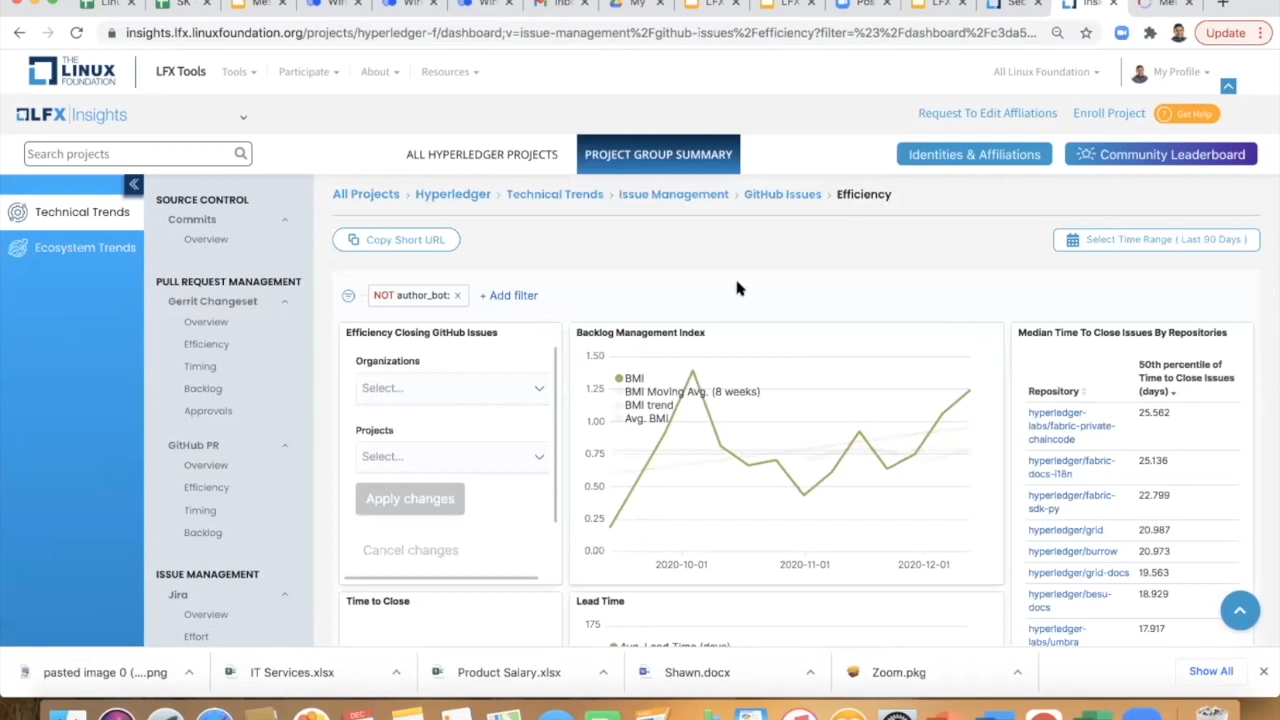 insights.lfx.linuxfoundation.org/projects/hyperledger-f/dashboard;v=issue-management%2Fgithub-issues%2Fefficiency?filter=%23%2Fdashboard%2Fc3da5...
Update
THE LINUX FOUNDATION
LFX Tools
Tools
Participate
About
Resources
All Linux Foundation
My Profile
LFX Insights
Request To Edit Affliations
Enroll Project
Get Help
Search projects
ALL HYPERLEDGER PROJECTS
PROJECT GROUP SUMMARY
Identities & Affiliations
Community Leaderboard
Technical Trends
Ecosystem Trends
SOURCE CONTROL
Commits
Overview
PULL REQUEST MANAGEMENT
Gerrit Changeset
Overview
Efficiency
Timing
Backlog
Approvals
GitHub PR
Overview
Efficiency
Timing
Backlog
ISSUE MANAGEMENT
Jira
Overview
Effort
All Projects > Hyperledger > Technical Trends > Issue Management > GitHub Issues > Efficiency
Copy Short URL
Select Time Range ( Last 90 Days )
NOT author_bot: ×
+ Add filter
Efficiency Closing GitHub Issues
Organizations
Select...
Projects
Select...
Apply changes
Cancel changes
Backlog Management Index
1.50
1.25
1.00
0.75
0.50
0.25
0.00
BMI
BMI Moving Avg. (8 weeks)
BMI trend
Avg. BMI
2020-10-01
2020-11-01
2020-12-01
Median Time To Close Issues By Repositories
Repository
50th percentile of
Time to Close Issues
(days)
hyperledger-
labs/fabric-private-
chaincode
25.562
hyperledger/fabric-
docs-i18n
25.136
hyperledger/fabric-
sdk-py
22.799
hyperledger/grid
20.987
hyperledger/burrow
20.973
hyperledger/grid-docs
19.563
hyperledger/besu-
docs
18.929
hyperledger-
labs/umbra
17.917
Time to Close
Lead Time
175
Avg. Lead Time (days)
pasted image 0 (....png
IT Services.xlsx
Product Salary.xlsx
Shawn.docx
Zoom.pkg
Show All
DEC